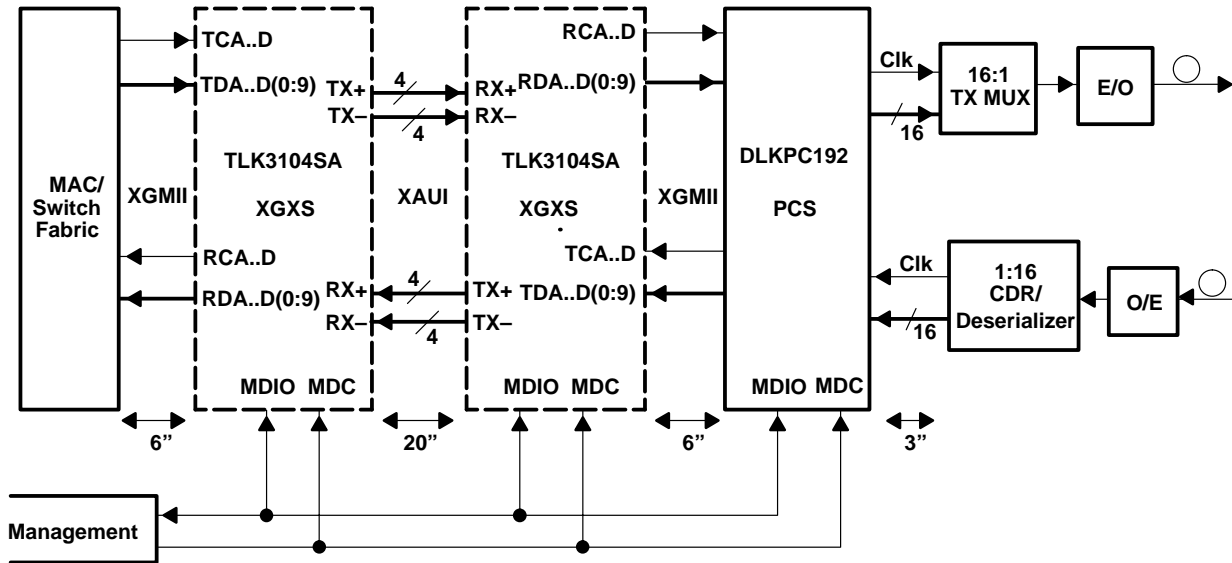 MAC/
Switch
Fabric
XGMII
TCA..D
TDA..D(0:9)
TX+
TX–
TLK3104SA
XGXS
RCA..D
RDA..D(0:9)
RX+
RX–
MDIO MDC
4
4
XAUI
4
4
RCA..D
RDA..D(0:9)
RX+
RX–
TLK3104SA
XGXS
TCA..D
TDA..D(0:9)
TX+
TX–
MDIO MDC
XGMII
DLKPC192
PCS
MDIO MDC
Clk
16
16:1
TX MUX
E/O
Clk
16
1:16
CDR/
Deserializer
O/E
6”
20”
6”
3”
Management